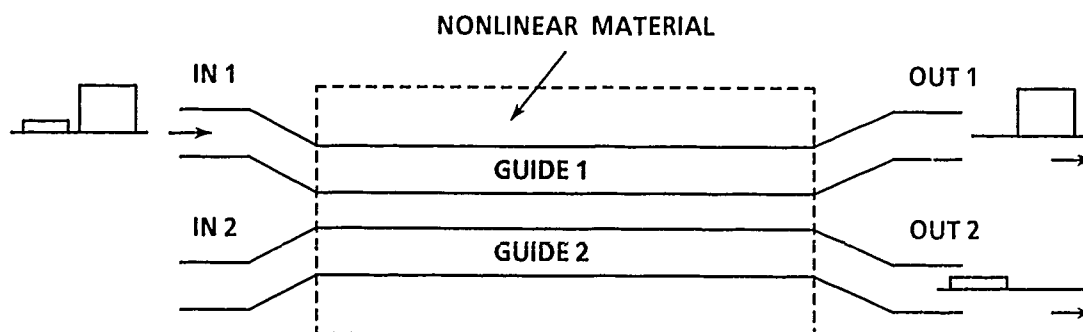 NONLINEAR MATERIAL
IN 1
OUT 1
GUIDE 1
IN 2
OUT 2
GUIDE 2